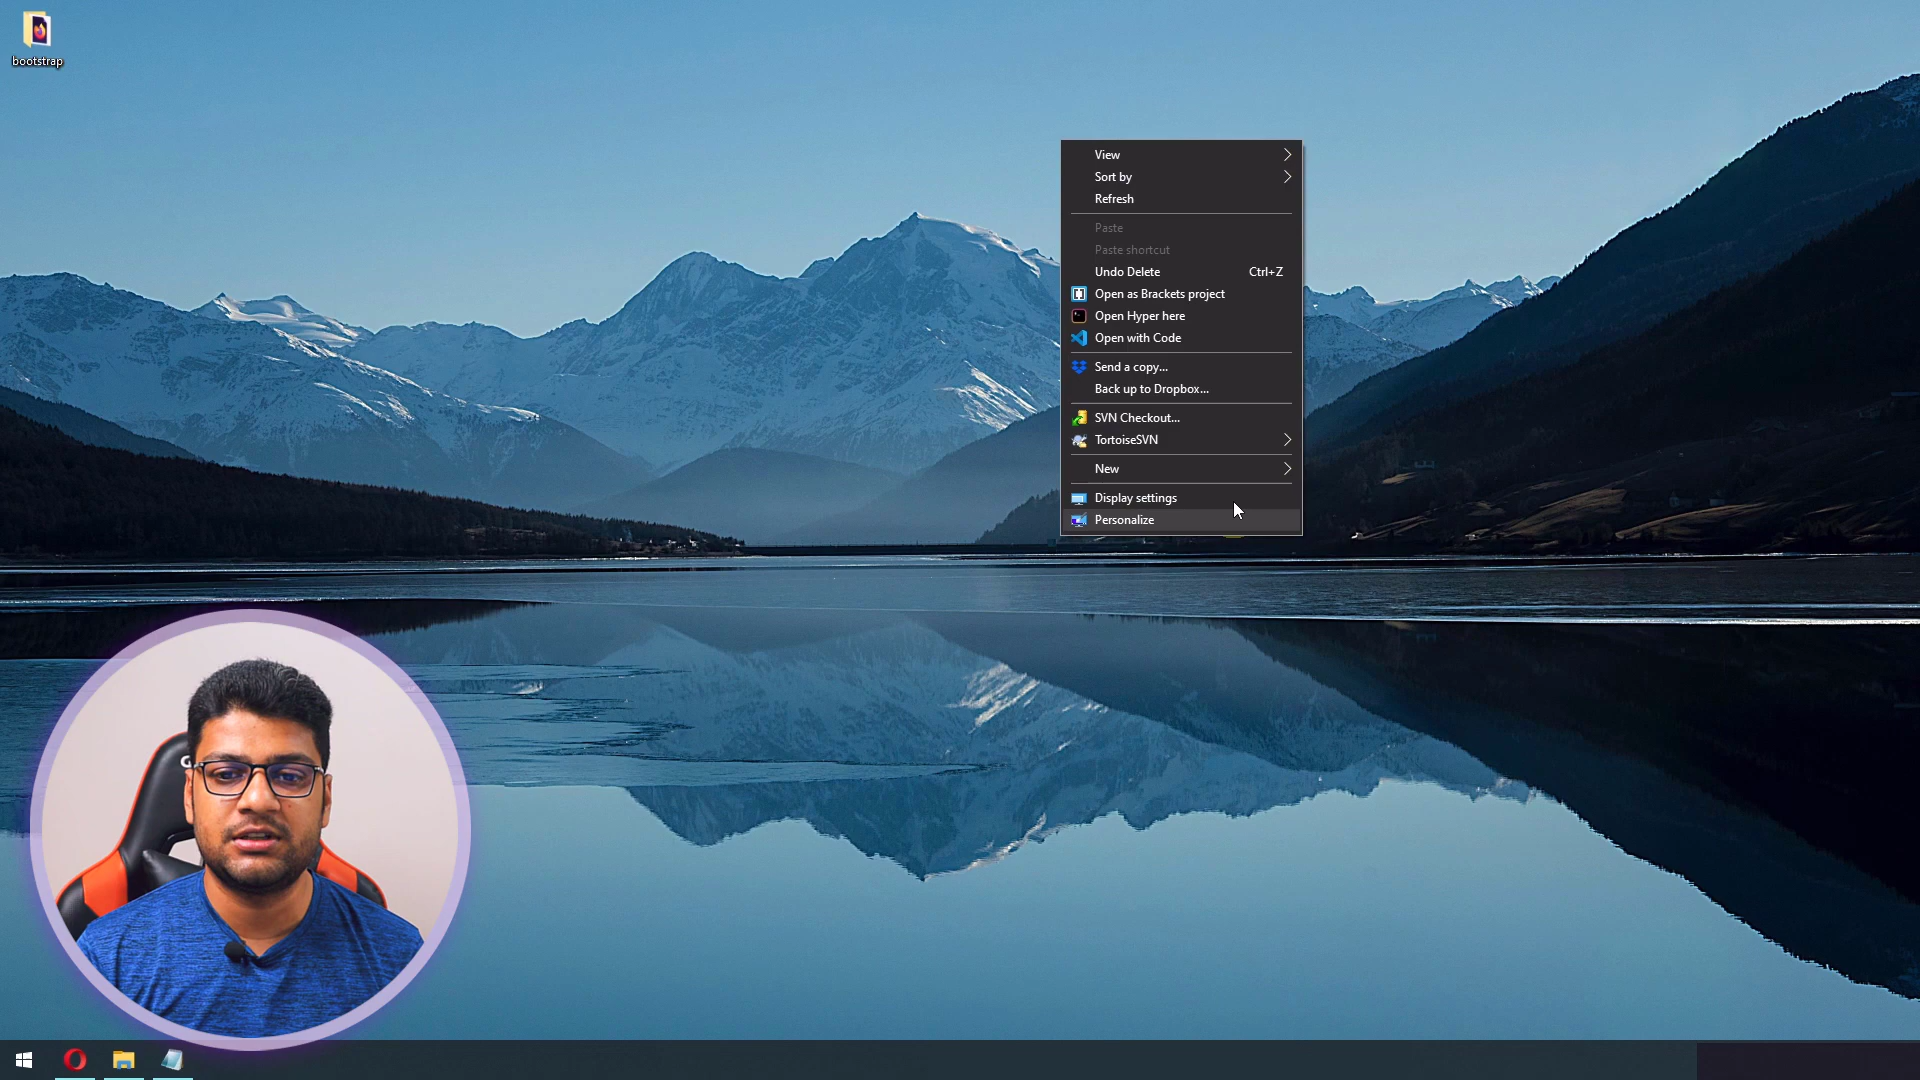 bootstrap
View
Sort by
Refresh
Paste
Paste shortcut
Undo Delete Ctrl+Z
Open as Brackets project
Open Hyper here
Open with Code
Send a copy...
Back up to Dropbox...
SVN Checkout...
TortoiseSVN
New
Display settings
Personalize
G